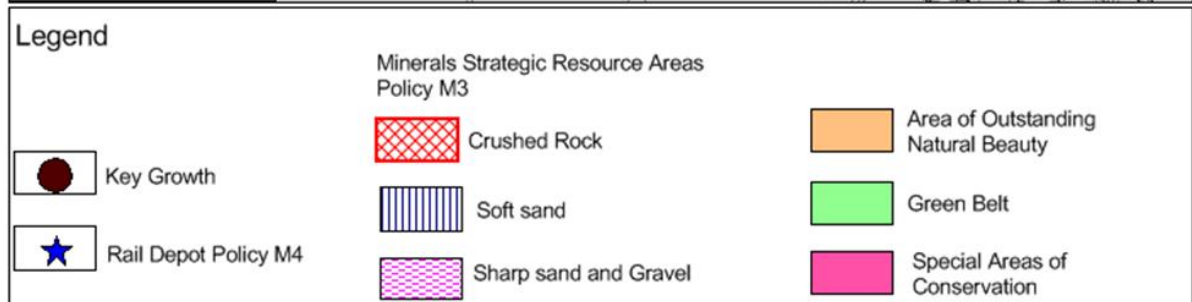 Legend
Key Growth
Rail Depot Policy M4
Minerals Strategic Resource Areas
Policy M3
Crushed Rock
Soft sand
Sharp sand and Gravel
Area of Outstanding
Natural Beauty
Green Belt
Special Areas of
Conservation